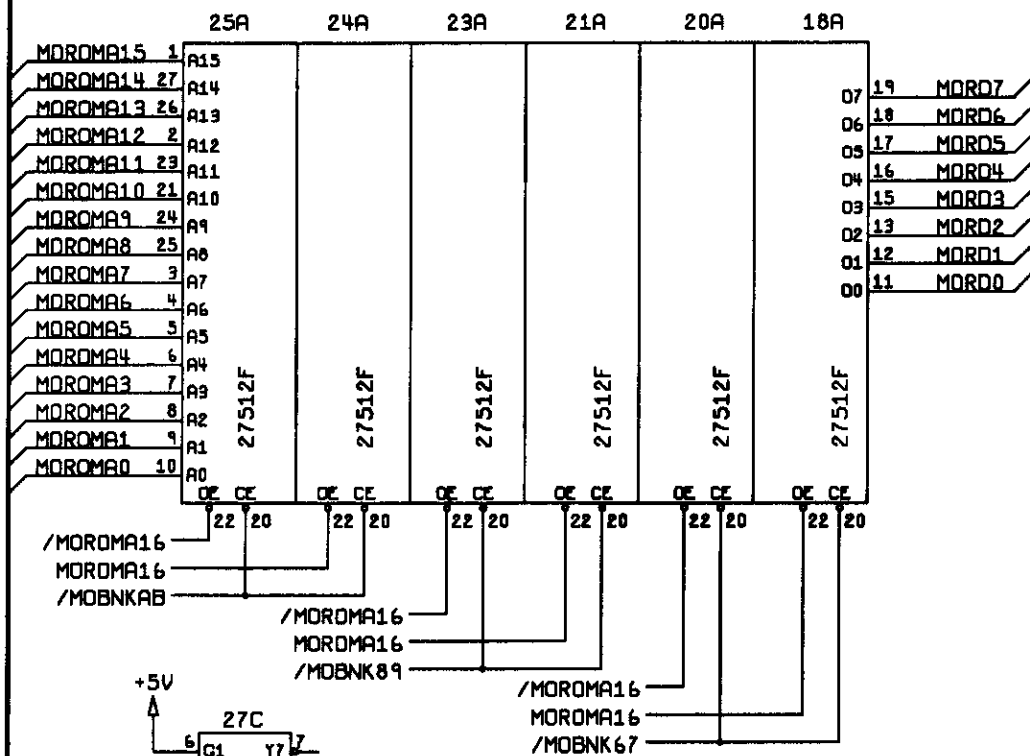 25A 24A 23A 21A 20A 18A
MOROMA15 1 A15
MOROMA14 27 A14
MOROMA13 26 A13
MOROMA12 2 A12
MOROMA11 23 A11
MOROMA10 21 A10
MOROMA9 24 A9
MOROMA8 25 A8
MOROMA7 3 A7
MOROMA6 4 A6
MOROMA5 5 A5
MOROMA4 6 A4
MOROMA3 7 A3
MOROMA2 8 A2
MOROMA1 9 A1
MOROMA0 10 A0
O7 19 MORD7
O6 18 MORD6
O5 17 MORD5
O4 16 MORD4
O3 15 MORD3
O2 13 MORD2
O1 12 MORD1
O0 11 MORD0
27512F 27512F 27512F 27512F 27512F 27512F
OE CE OE CE OE CE OE CE OE CE OE CE
22 20 22 20 22 20 22 20 22 20 22 20
/MOROMA16
MOROMA16
/MOBNKAB
/MOROMA16
MOROMA16
/MOBNK89
/MOROMA16
MOROMA16
/MOBNK67
+5V
27C
6 G1 Y7 7